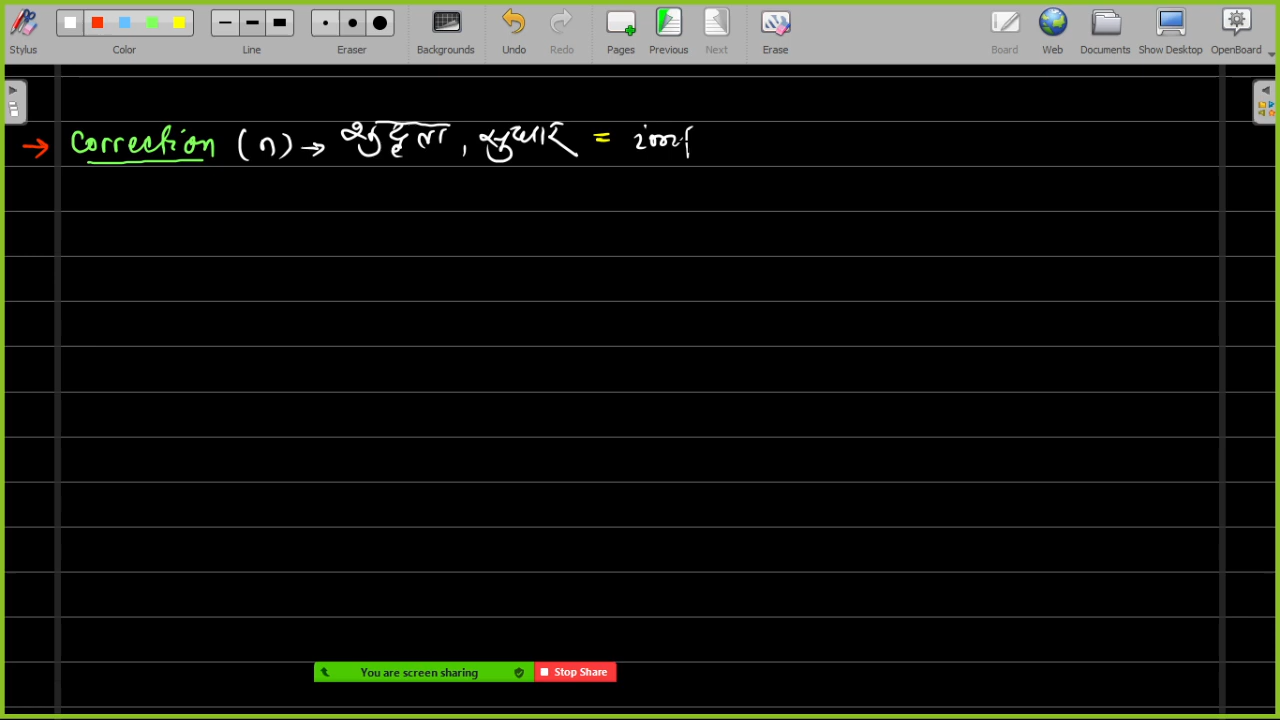 Stylus Color Line Eraser Backgrounds Undo Redo Pages Previous Next Erase Board Web Documents Show Desktop OpenBoard
→ Correction (n) → शुद्धता, सुधार =
You are screen sharing Stop Share